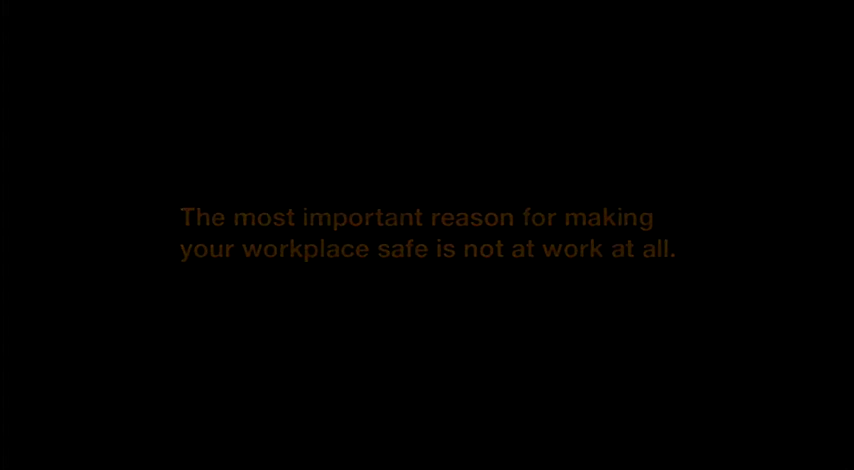 The most important reason for making
your workplace safe is not at work at all.